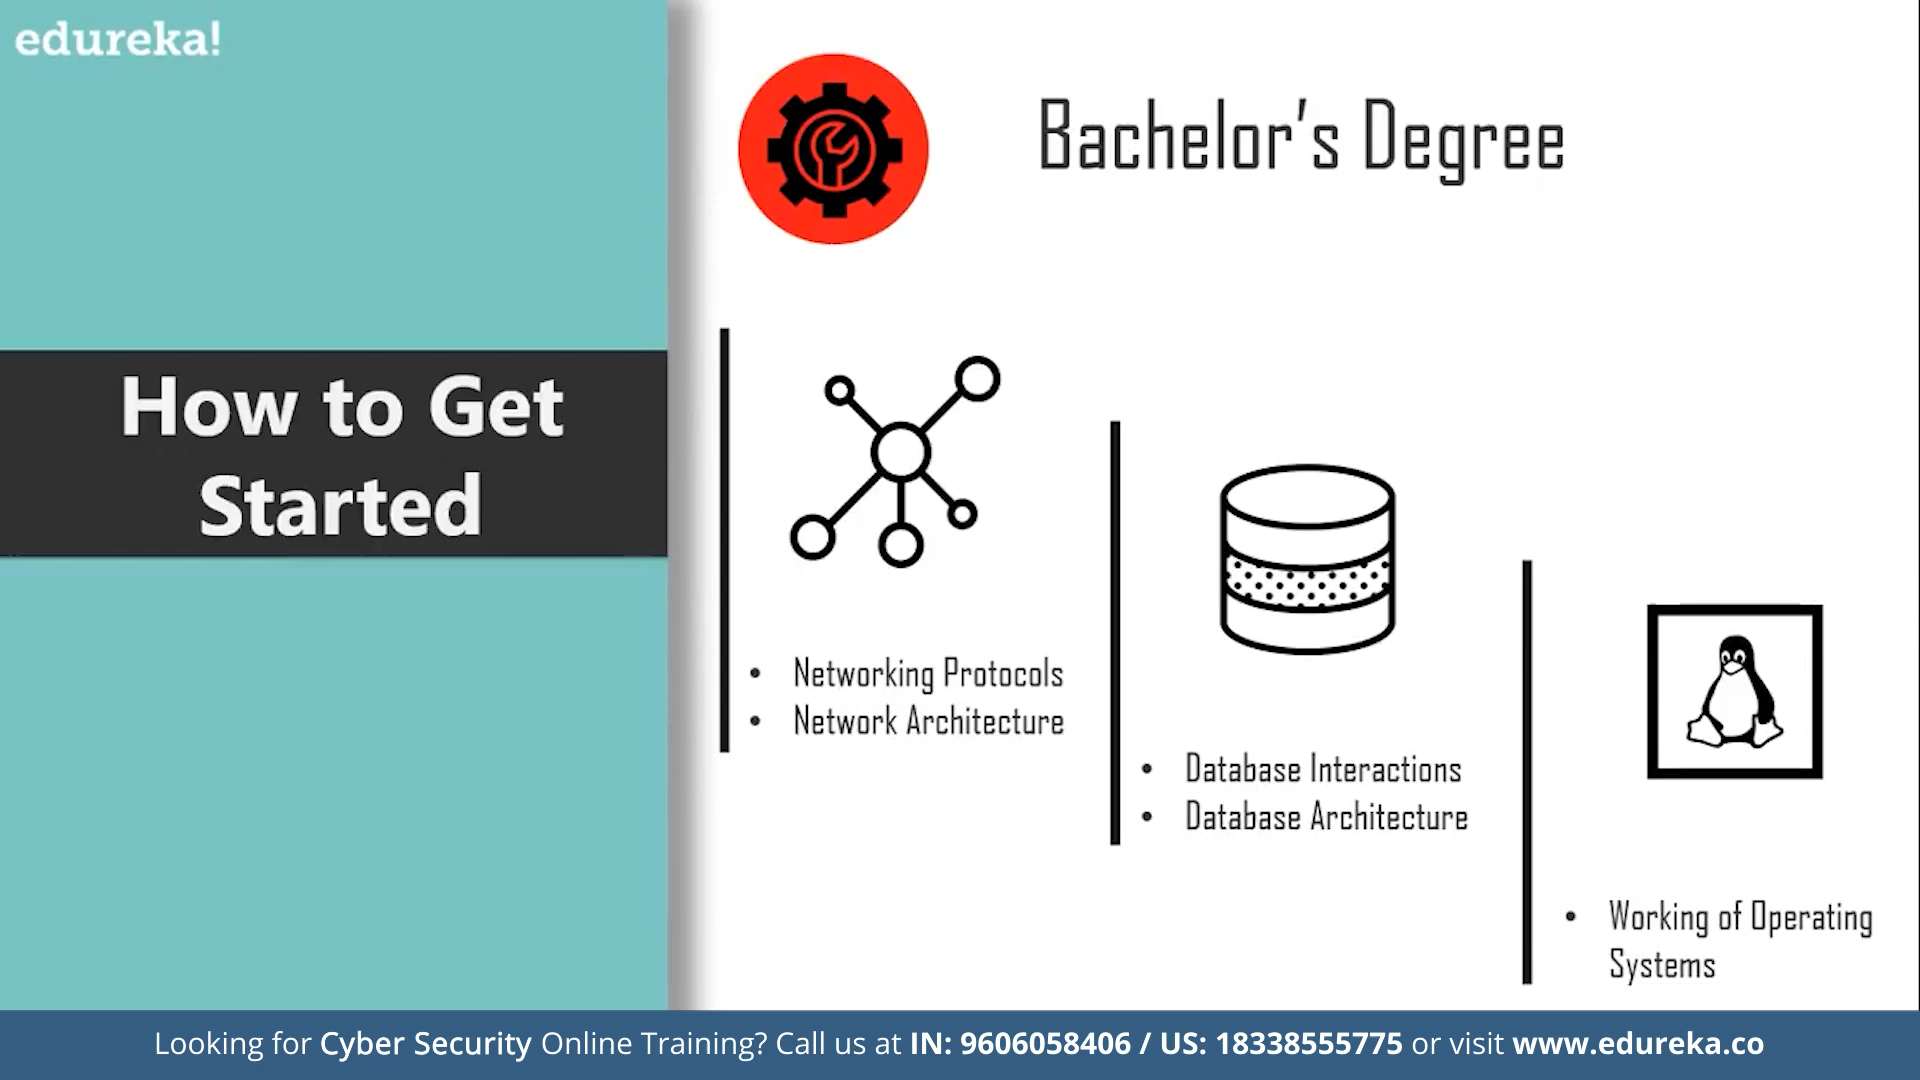 edureka!
How to Get
Started
Bachelor's Degree
• Networking Protocols
• Network Architecture
• Database Interactions
• Database Architecture
• Working of Operating
Systems
Looking for Cyber Security Online Training? Call us at IN: 9606058406 / US: 18338555775 or visit www.edureka.co